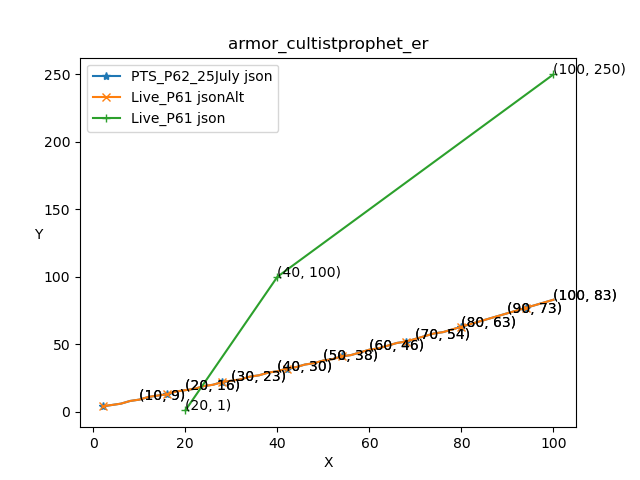 armor_cultistprophet_er
PTS_P62_25July json
Live_P61 jsonAlt
Live_P61 json
(100, 250)
250
200
150
Y
100
(40, 100)
50
0
(100, 83)
(90, 73)
(80, 63)
(70, 54)
(60, 46)
(50, 38)
(40, 30)
(30, 23)
(20, 16)
(10, 9)
(20, 1)
0 20 40 60 80 100
X